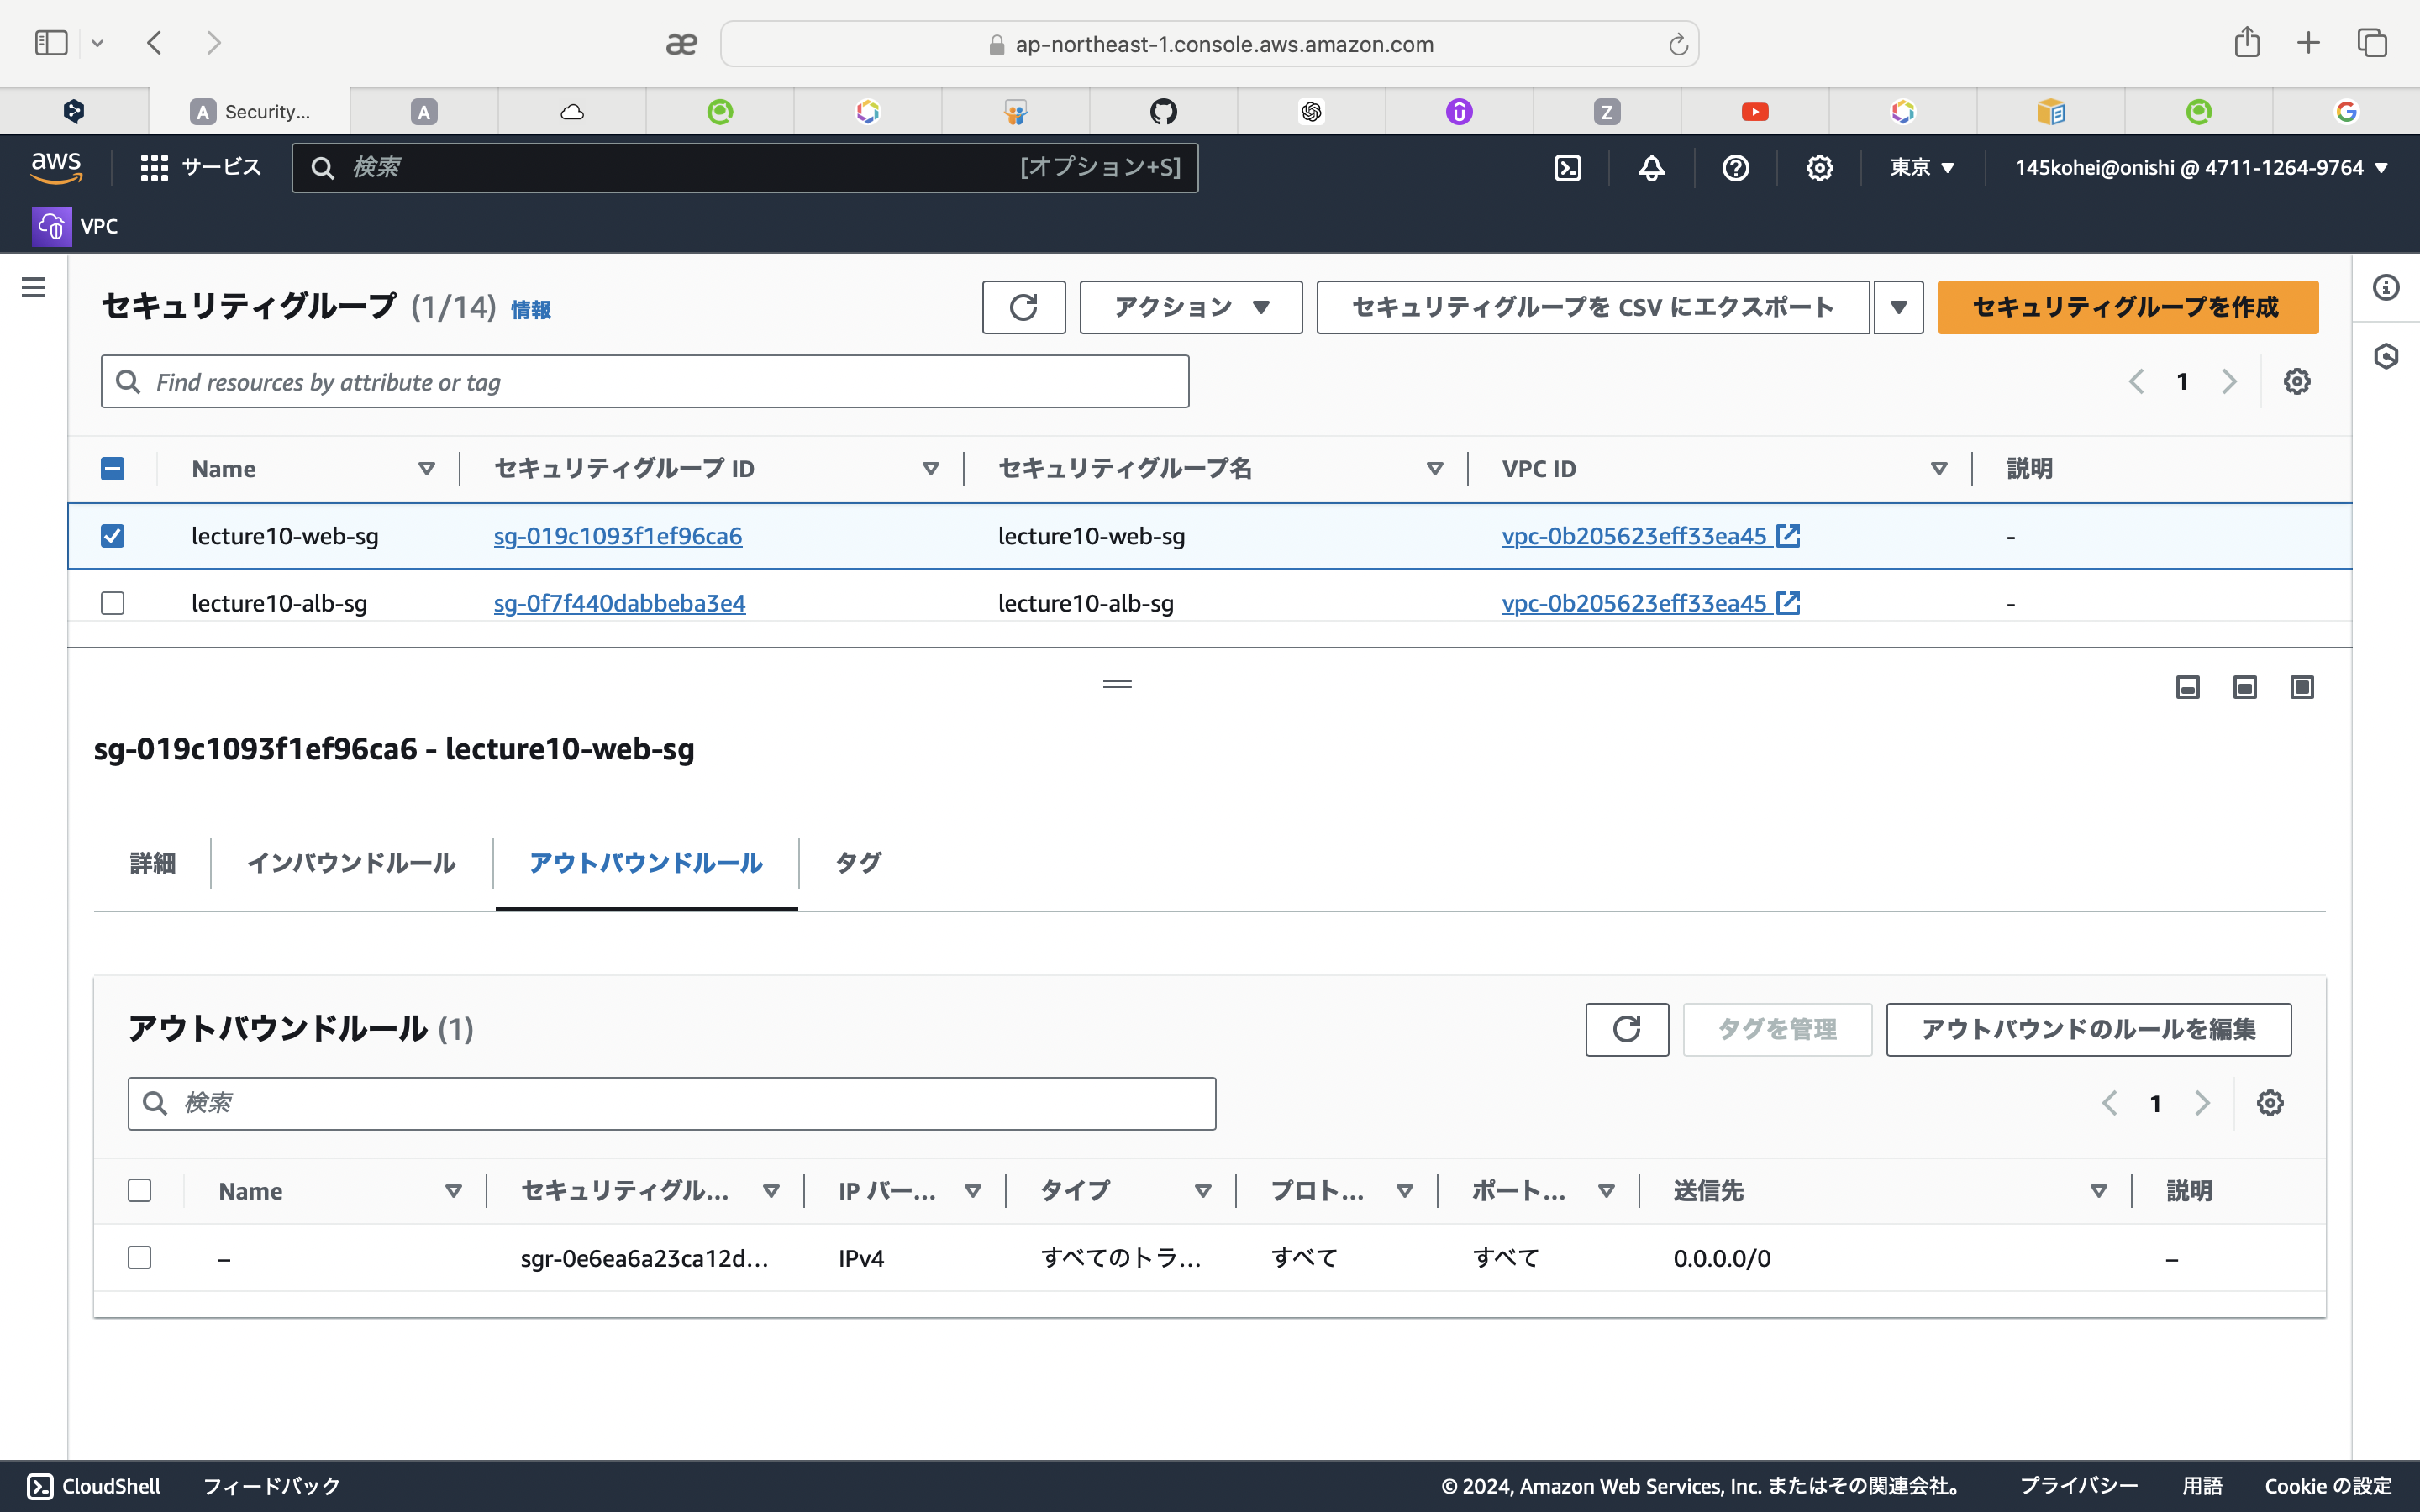 ap-northeast-1.console.aws.amazon.com
A Security...
A
Z
aws
サービス
検索
[オプション+S]
東京
145kohei@onishi @ 4711-1264-9764
VPC
セキュリティグループ (1/14) 情報
アクション
セキュリティグループを CSV にエクスポート
セキュリティグループを作成
Find resources by attribute or tag
1
Name セキュリティグループ ID セキュリティグループ名 VPC ID 説明
lecture10-web-sg sg-019c1093f1ef96ca6 lecture10-web-sg vpc-0b205623eff33ea45 -
lecture10-alb-sg sg-0f7f440dabbeba3e4 lecture10-alb-sg vpc-0b205623eff33ea45 -
sg-019c1093f1ef96ca6 - lecture10-web-sg
詳細 インバウンドルール アウトバウンドルール タグ
アウトバウンドルール (1)
タグを管理
アウトバウンドのルールを編集
検索
1
Name セキュリティグル... IP バー... タイプ プロト... ポート... 送信先 説明
– sgr-0e6ea6a23ca12d... IPv4 すべてのトラ... すべて すべて 0.0.0.0/0 –
CloudShell フィードバック © 2024, Amazon Web Services, Inc. またはその関連会社。 プライバシー 用語 Cookie の設定